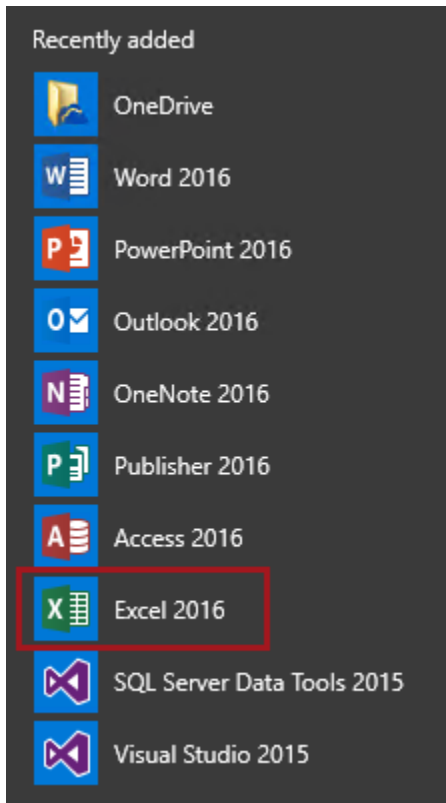 Recently added
OneDrive
Word 2016
PowerPoint 2016
Outlook 2016
OneNote 2016
Publisher 2016
Access 2016
Excel 2016
SQL Server Data Tools 2015
Visual Studio 2015